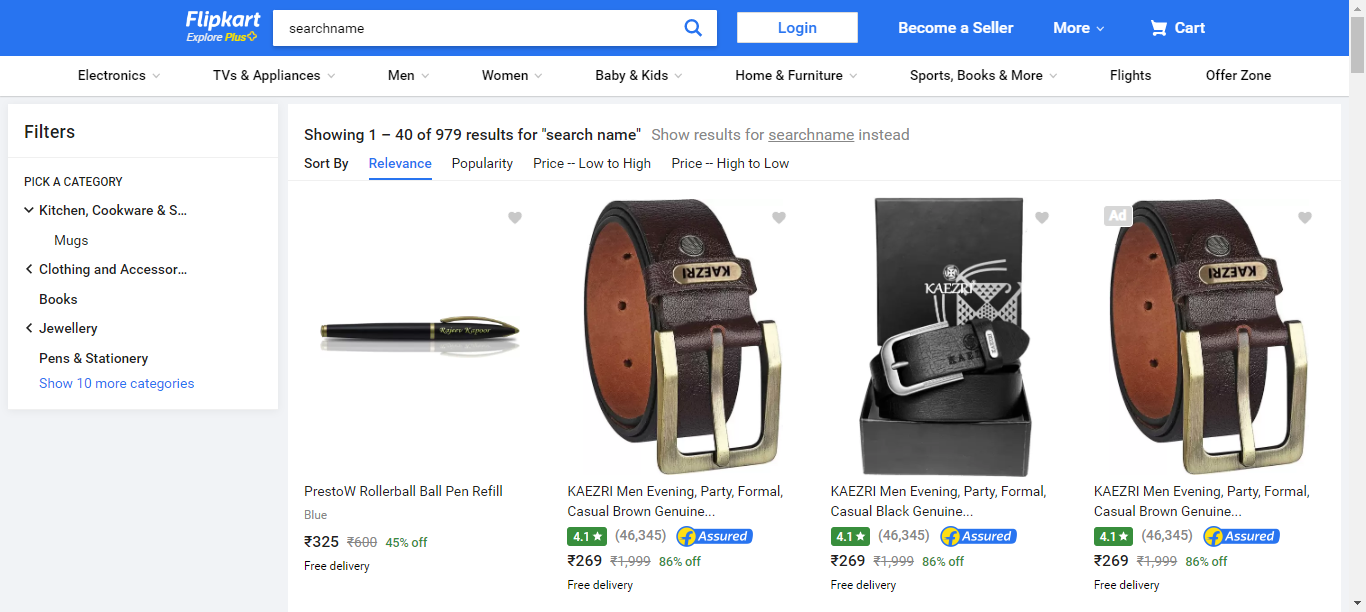 Flipkart
Explore Plus
searchname
Login
Become a Seller
More
Cart
Electronics
TVs & Appliances
Men
Women
Baby & Kids
Home & Furniture
Sports, Books & More
Flights
Offer Zone
Filters
PICK A CATEGORY
Kitchen, Cookware & S...
Mugs
Clothing and Accessor...
Books
Jewellery
Pens & Stationery
Show 10 more categories
Showing 1 – 40 of 979 results for "search name" Show results for searchname instead
Sort By Relevance Popularity Price -- Low to High Price -- High to Low
Rajeev Kapoor
PrestoW Rollerball Ball Pen Refill
Blue
₹325 ₹600 45% off
Free delivery
KAEZRI
KAEZRI Men Evening, Party, Formal,
Casual Brown Genuine...
4.1 (46,345) Assured
₹269 ₹1,999 86% off
Free delivery
KAEZRI
KAEZRI Men Evening, Party, Formal,
Casual Black Genuine...
4.1 (46,345) Assured
₹269 ₹1,999 86% off
Free delivery
Ad
KAEZRI
KAEZRI Men Evening, Party, Formal,
Casual Brown Genuine...
4.1 (46,345) Assured
₹269 ₹1,999 86% off
Free delivery